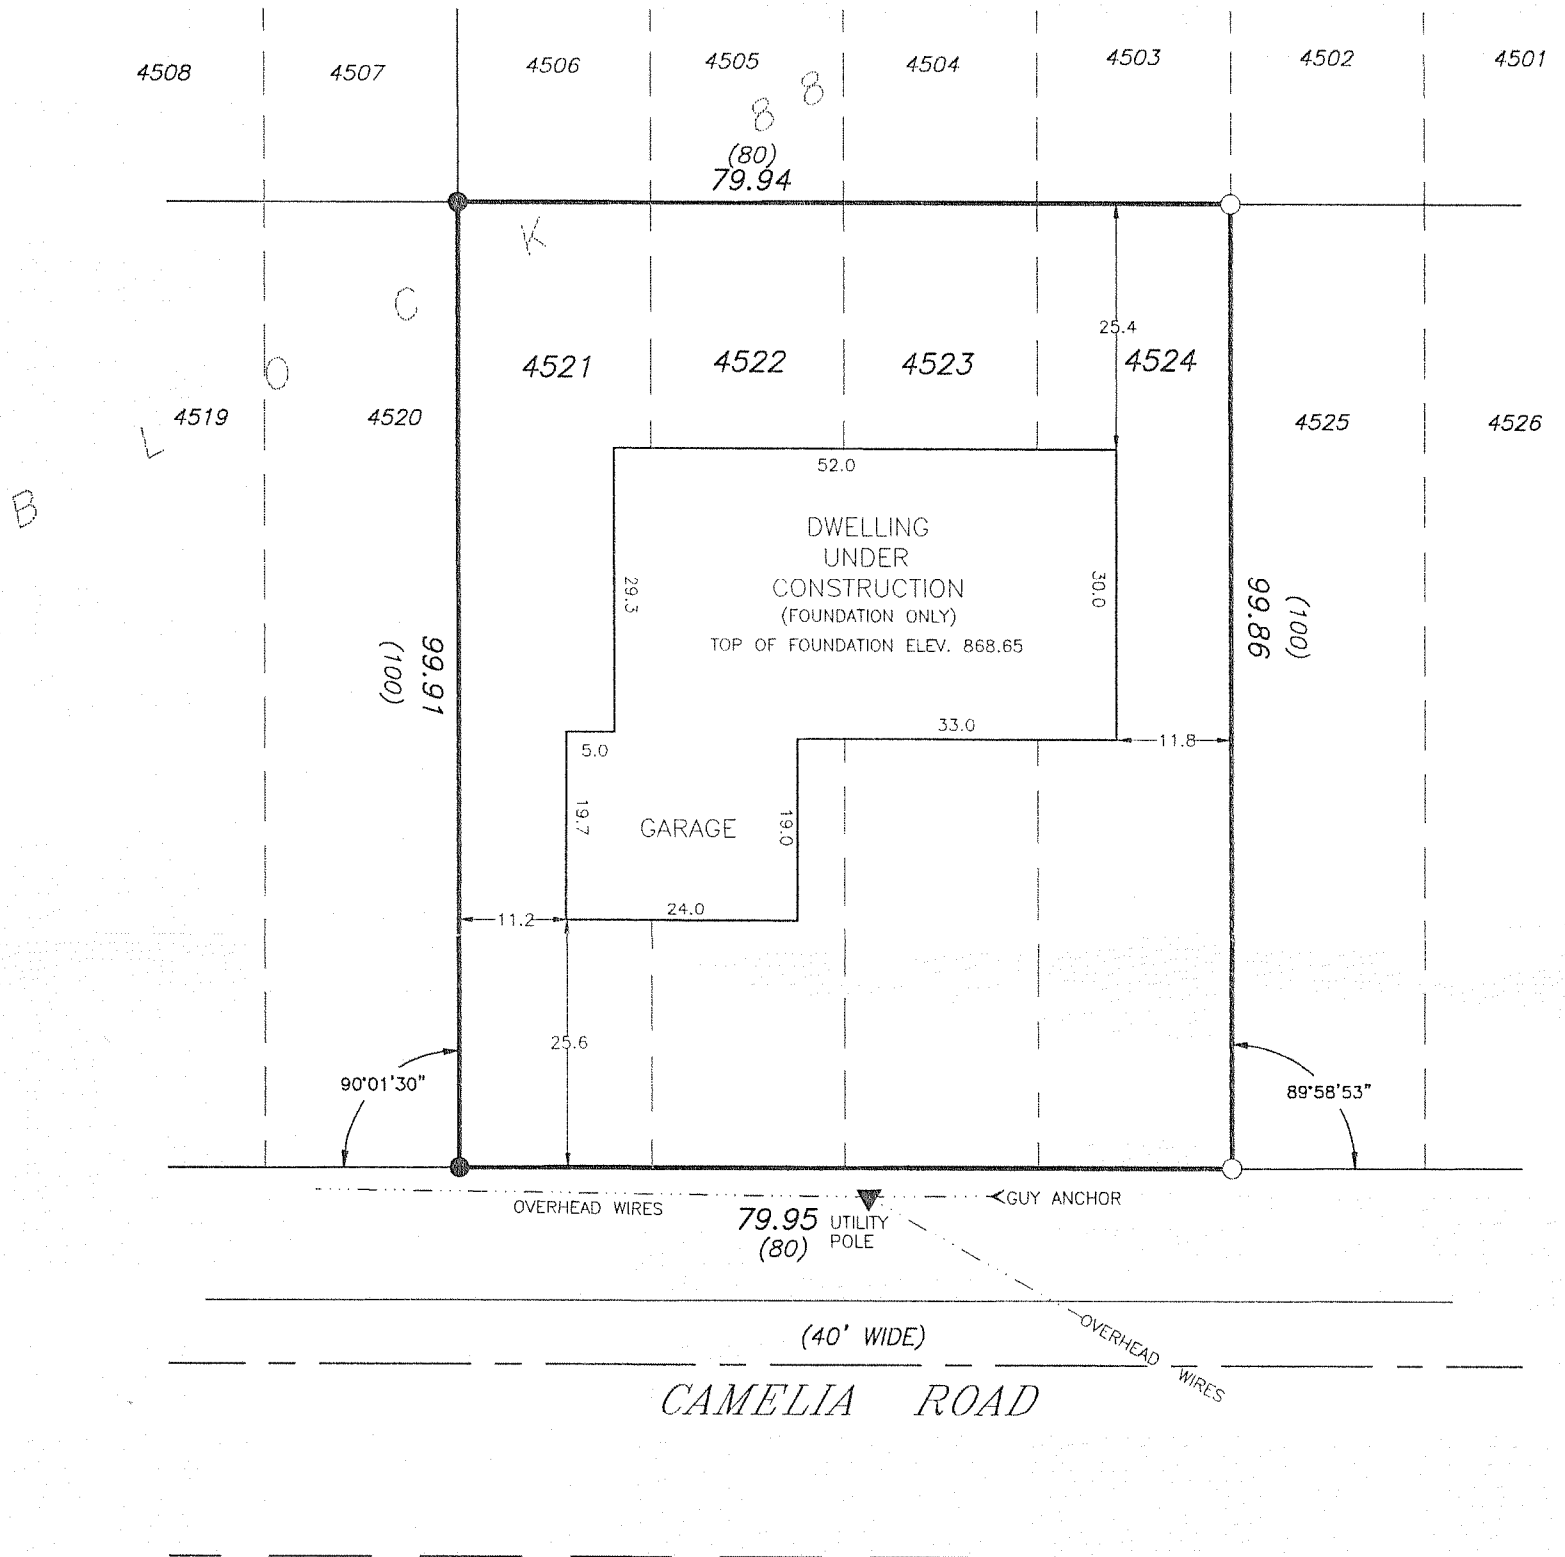 4508 4507 4506 4505 4504 4503 4502 4501
BLOCK 88
(80)
79.94
25.4
4521 4522 4523 4524
4519 4520 4525 4526
52.0
DWELLING
UNDER
CONSTRUCTION
(FOUNDATION ONLY)
TOP OF FOUNDATION ELEV. 868.65
29.3
30.0
99.91
(100)
99.86
(100)
33.0
11.8
5.0
19.7
GARAGE
19.0
24.0
11.2
25.6
90°01'30"
89°58'53"
OVERHEAD WIRES
GUY ANCHOR
79.95
(80)
UTILITY
POLE
(40' WIDE)
OVERHEAD WIRES
CAMELIA ROAD